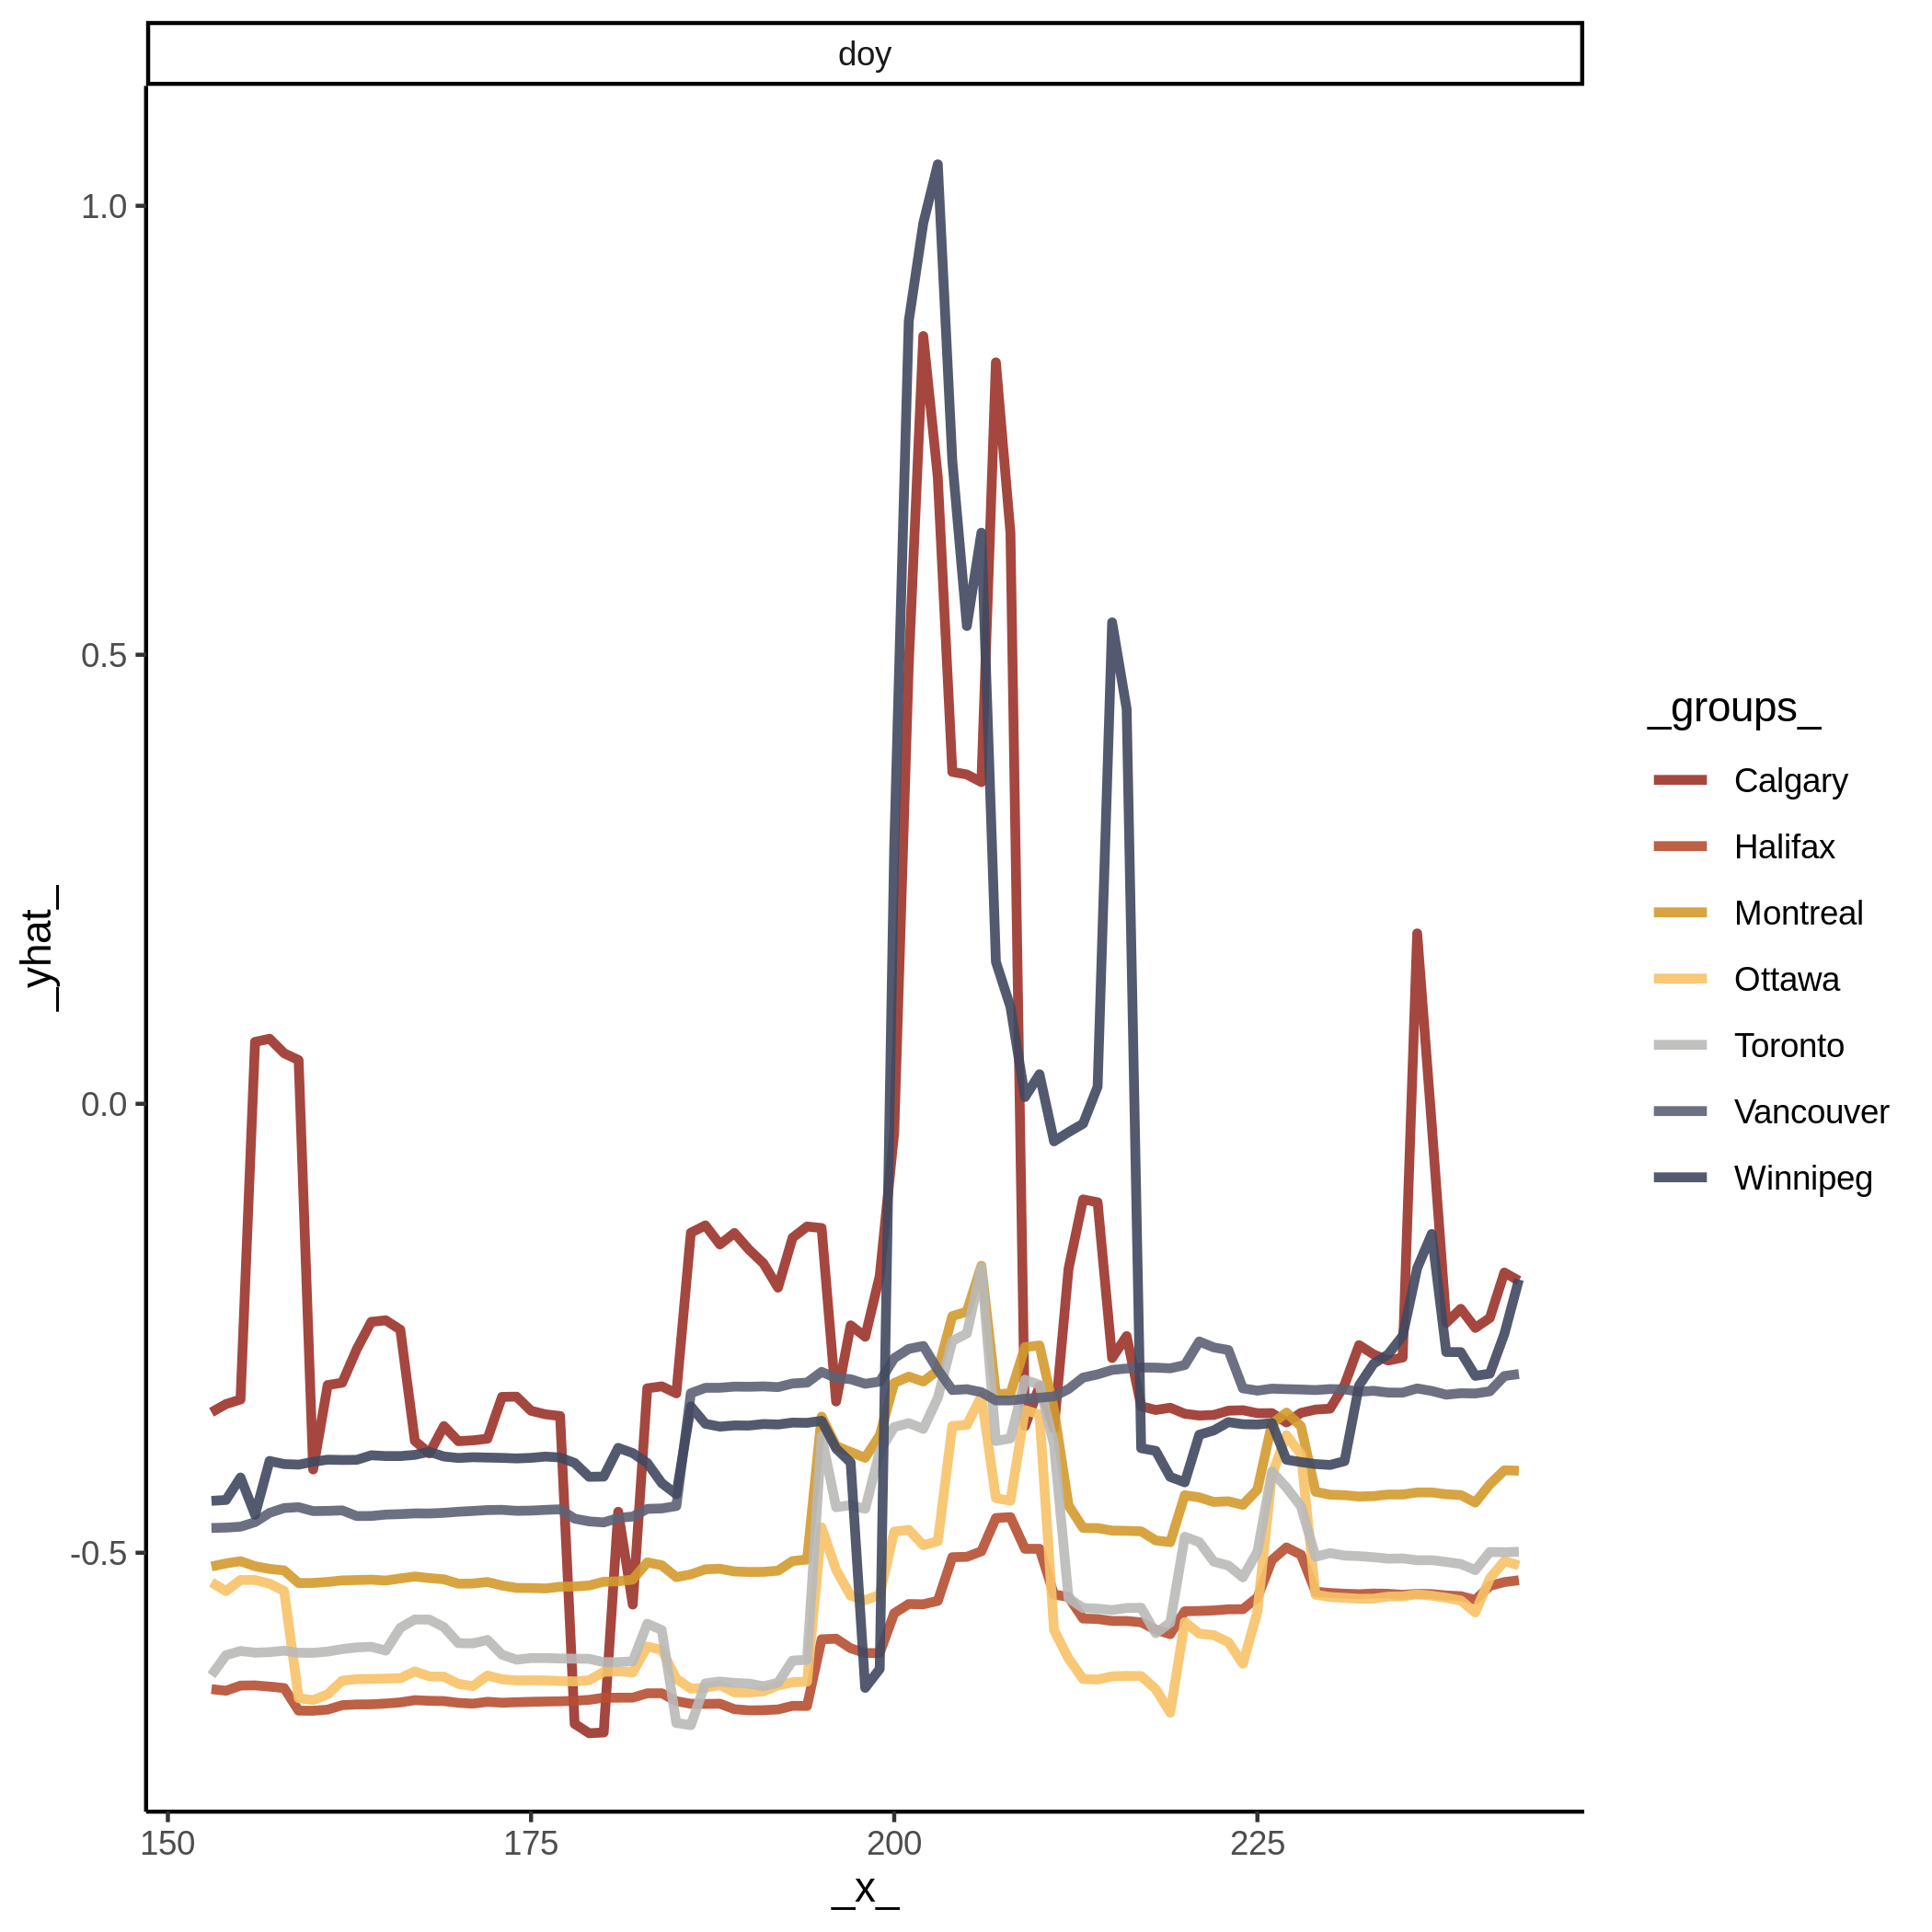 doy
1.0
0.5
0.0
-0.5
_yhat_
150 175 200 225
_x_
_groups_
Calgary
Halifax
Montreal
Ottawa
Toronto
Vancouver
Winnipeg